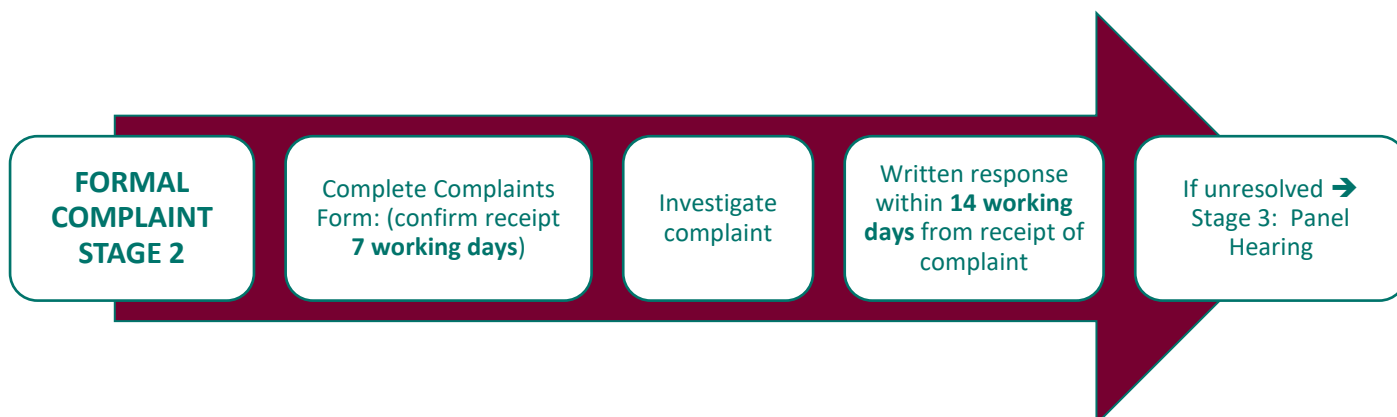 FORMAL
COMPLAINT
STAGE 2
Complete Complaints
Form: (confirm receipt
7 working days)
Investigate
complaint
Written response
within 14 working
days from receipt of
complaint
If unresolved ➔
Stage 3:  Panel
Hearing